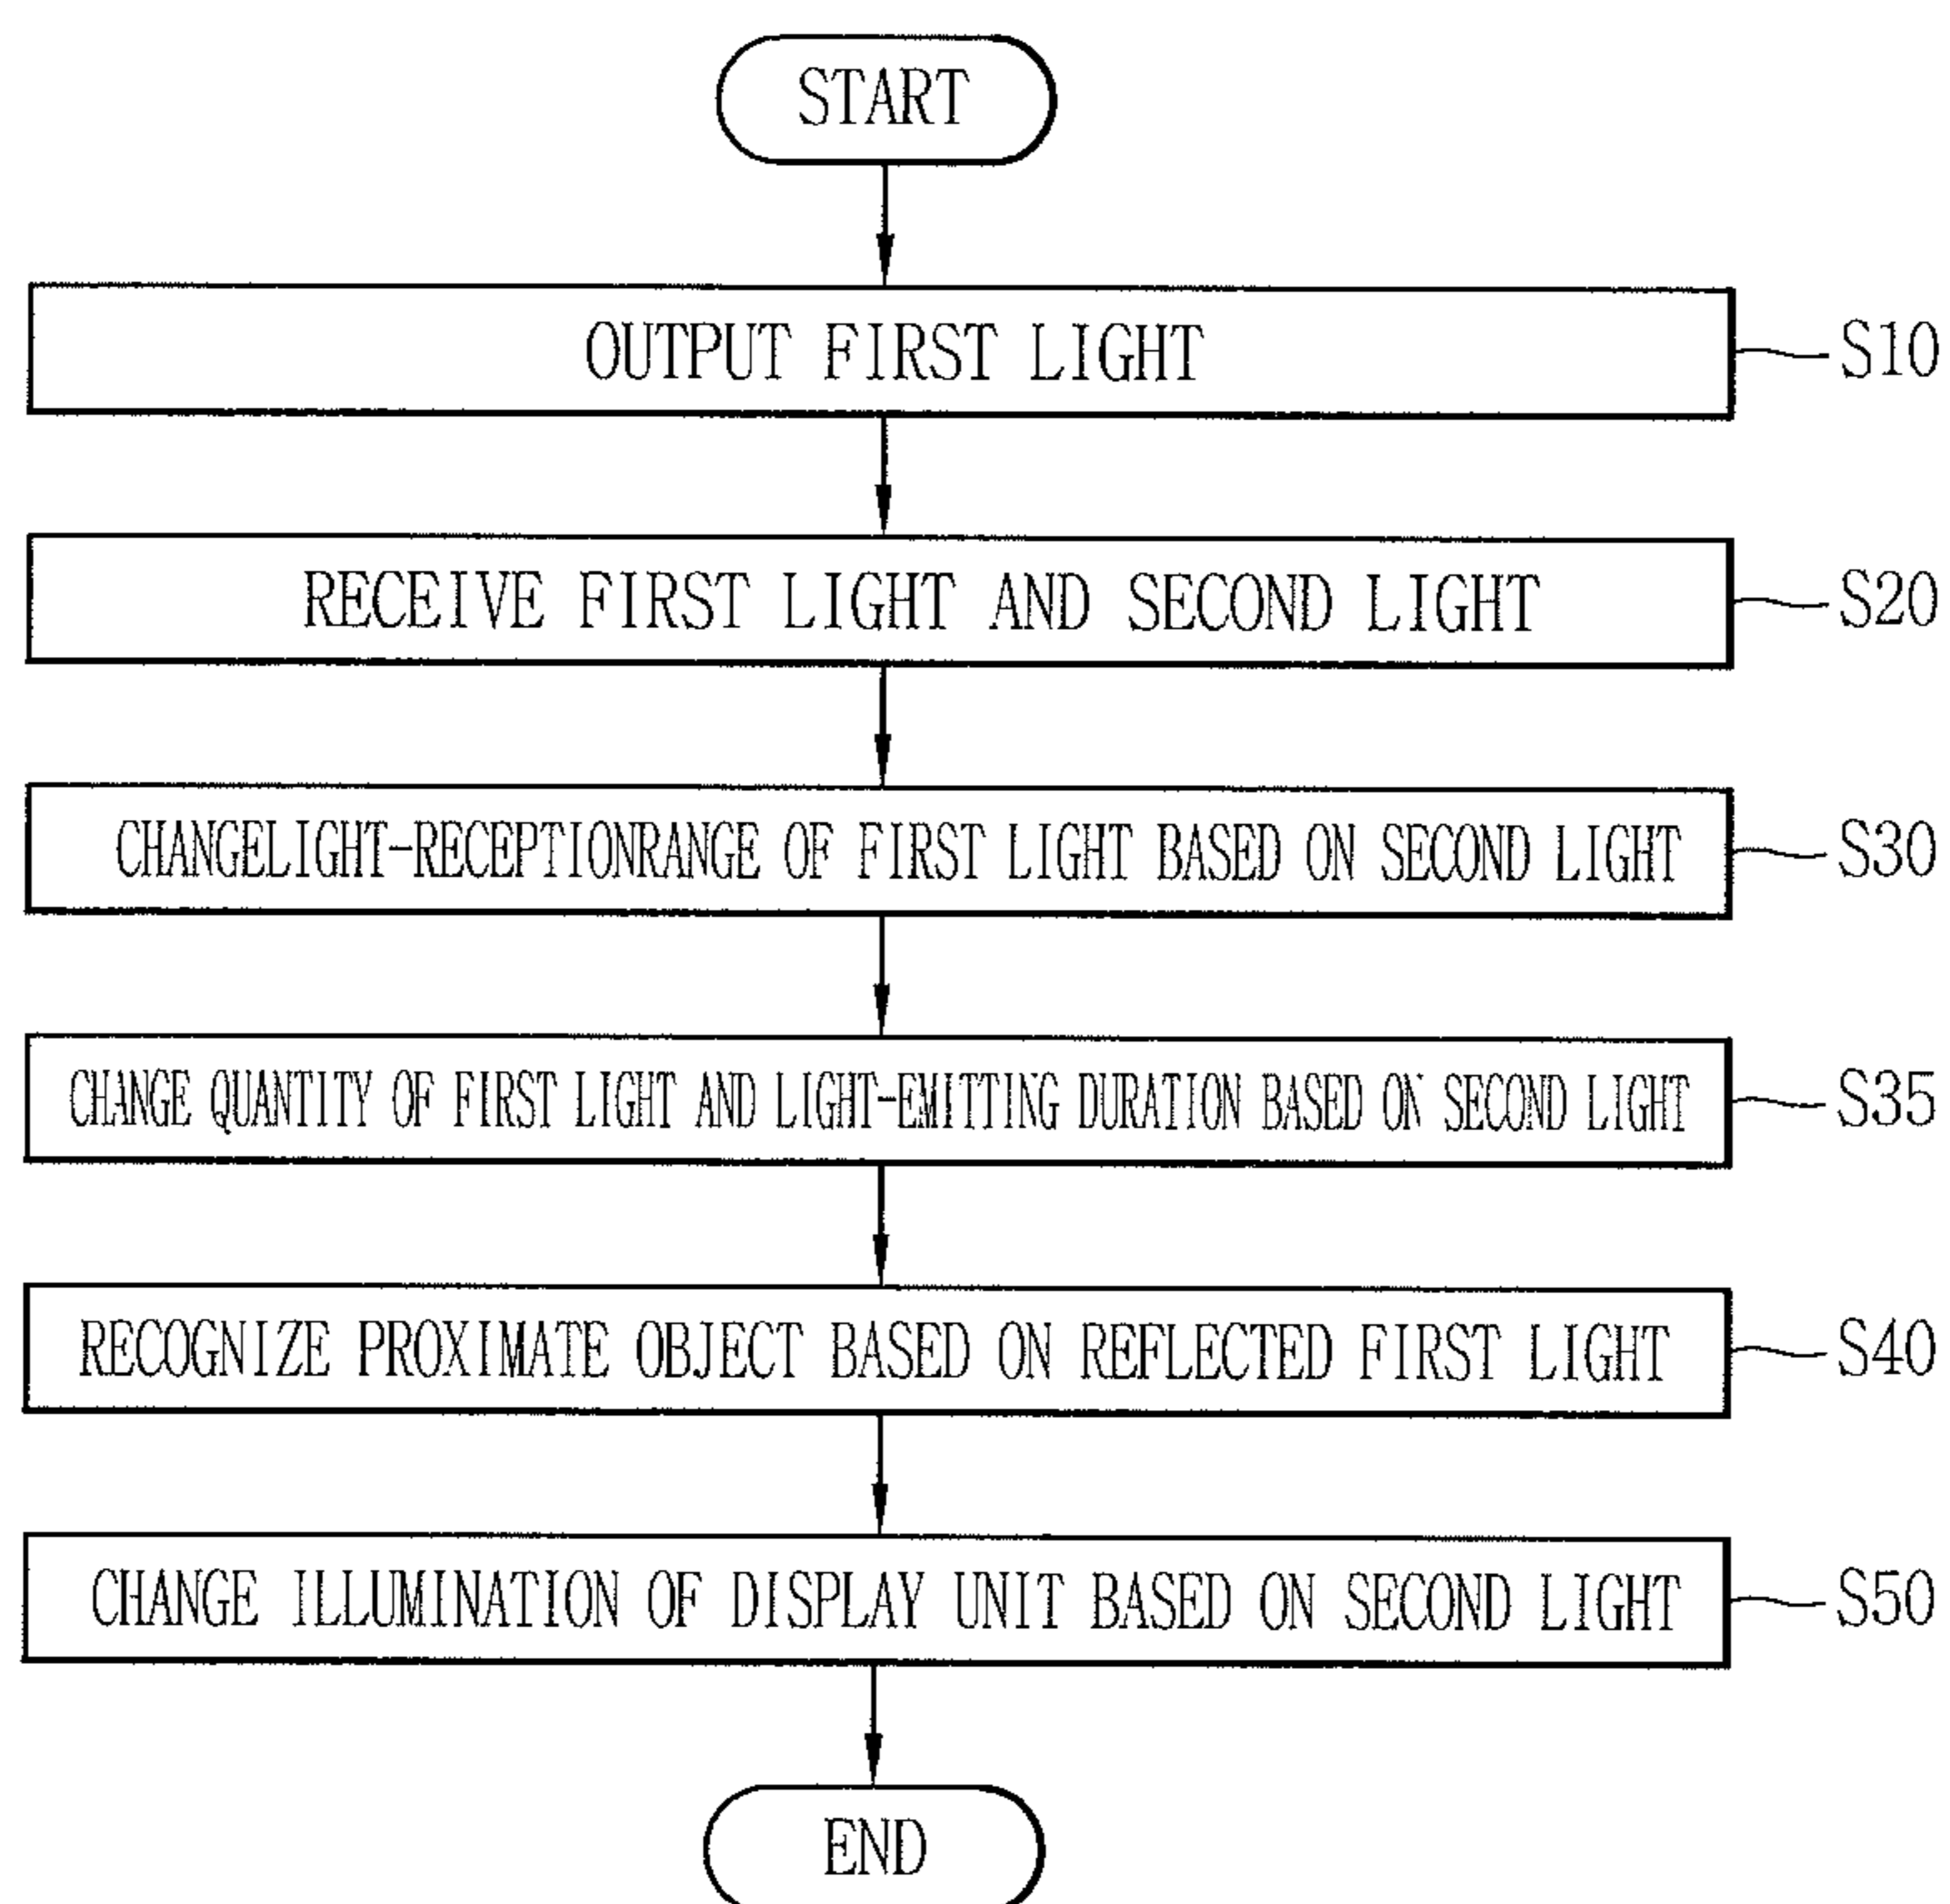 START
OUTPUT FIRST LIGHT
S10
RECEIVE FIRST LIGHT AND SECOND LIGHT
S20
CHANGELIGHT-RECEPTIONRANGE OF FIRST LIGHT BASED ON SECOND LIGHT
S30
CHANGE QUANTITY OF FIRST LIGHT AND LIGHT-EMITTING DURATION BASED ON SECOND LIGHT
S35
RECOGNIZE PROXIMATE OBJECT BASED ON REFLECTED FIRST LIGHT
S40
CHANGE ILLUMINATION OF DISPLAY UNIT BASED ON SECOND LIGHT
S50
END